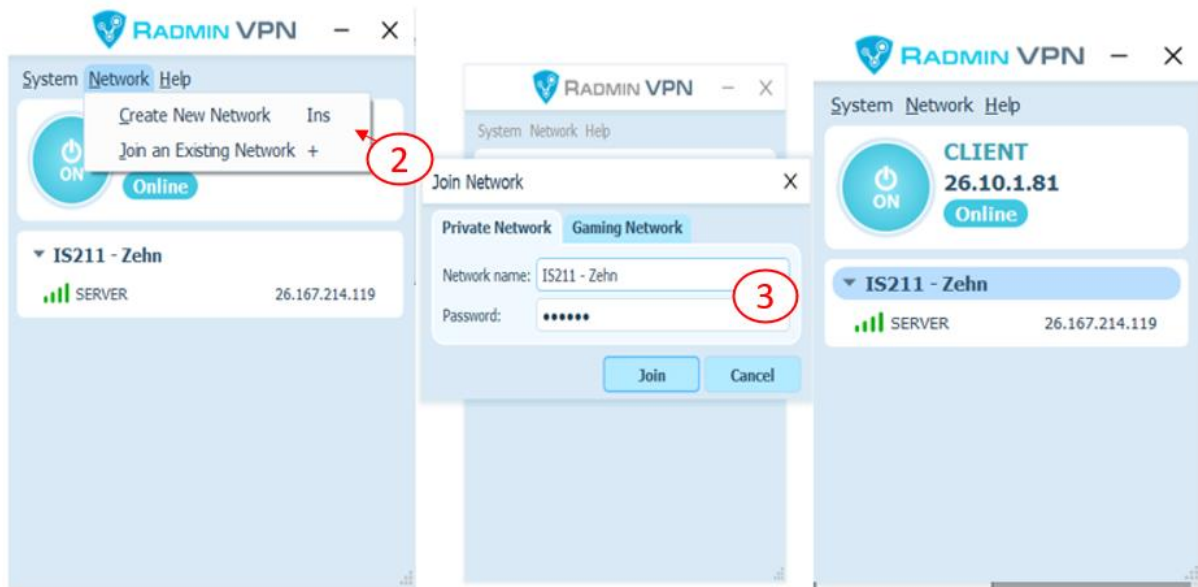 RADMIN VPN
System Network Help
Create New Network Ins
Join an Existing Network +
ON
Online
2
IS211 - Zehn
SERVER 26.167.214.119
RADMIN VPN
System Network Help
Join Network
Private Network Gaming Network
Network name: IS211 - Zehn
3
Password: ••••••
Join Cancel
RADMIN VPN
System Network Help
CLIENT
26.10.1.81
ON
Online
IS211 - Zehn
SERVER 26.167.214.119